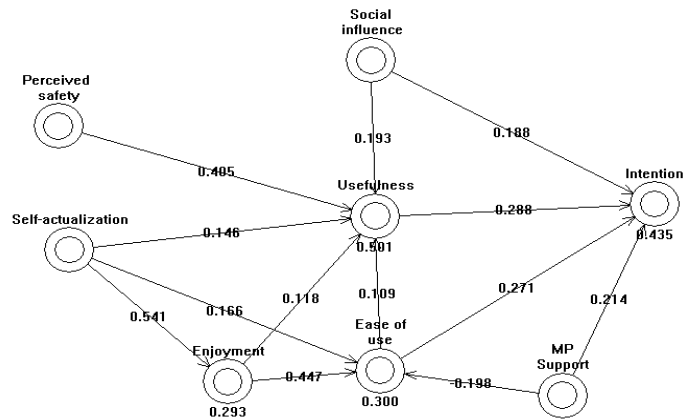 Social
influence
Perceived
safety
0.193
0.188
0.405
Usefulness
Intention
Self-actualization
0.146
0.288
0.501
0.435
0.541
0.166
0.118
0.109
0.271
0.214
Enjoyment
Ease of
use
MP
Support
0.447
-0.198
0.293
0.300